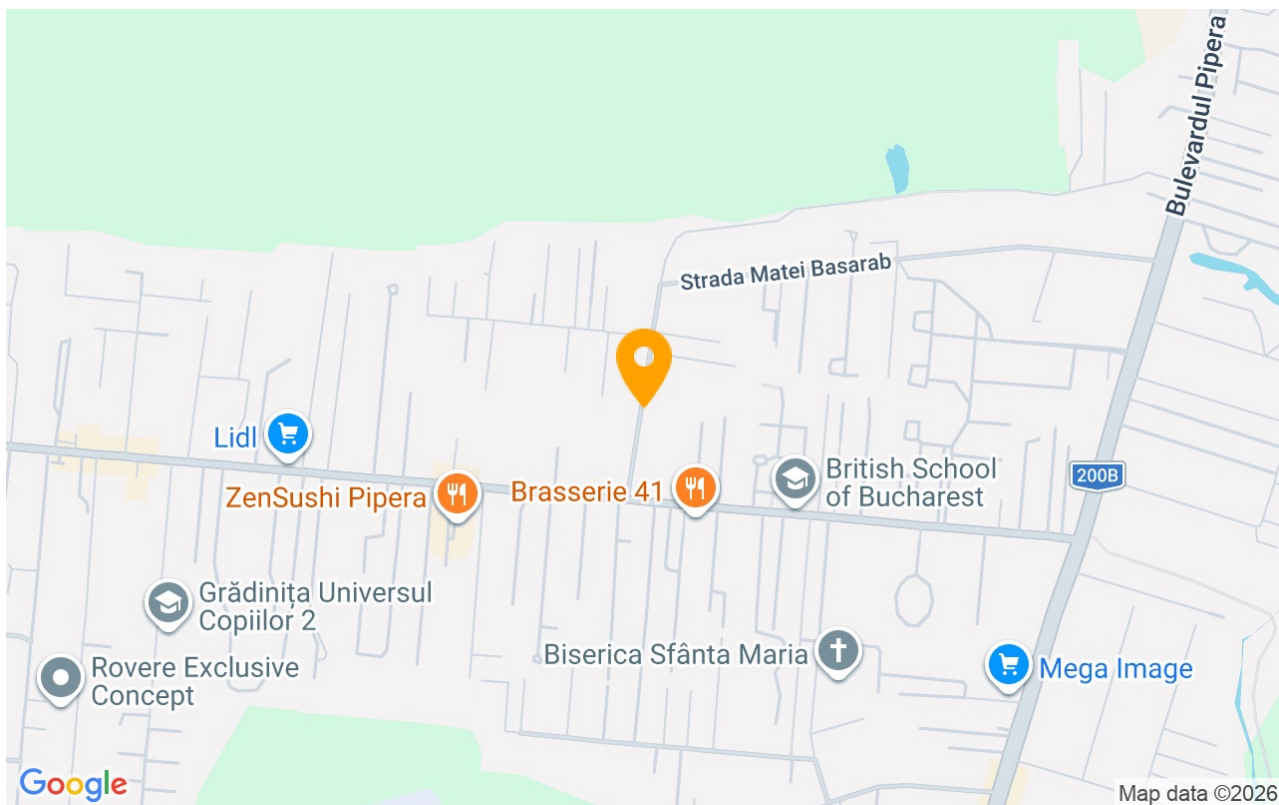 Bulevardul Pipera
Strada Matei Basarab
Lidl
ZenSushi Pipera
Brasserie 41
British School
of Bucharest
200B
Grădinița Universul
Copiilor 2
Biserica Sfânta Maria
Rovere Exclusive
Concept
Mega Image
Google
Map data ©2026